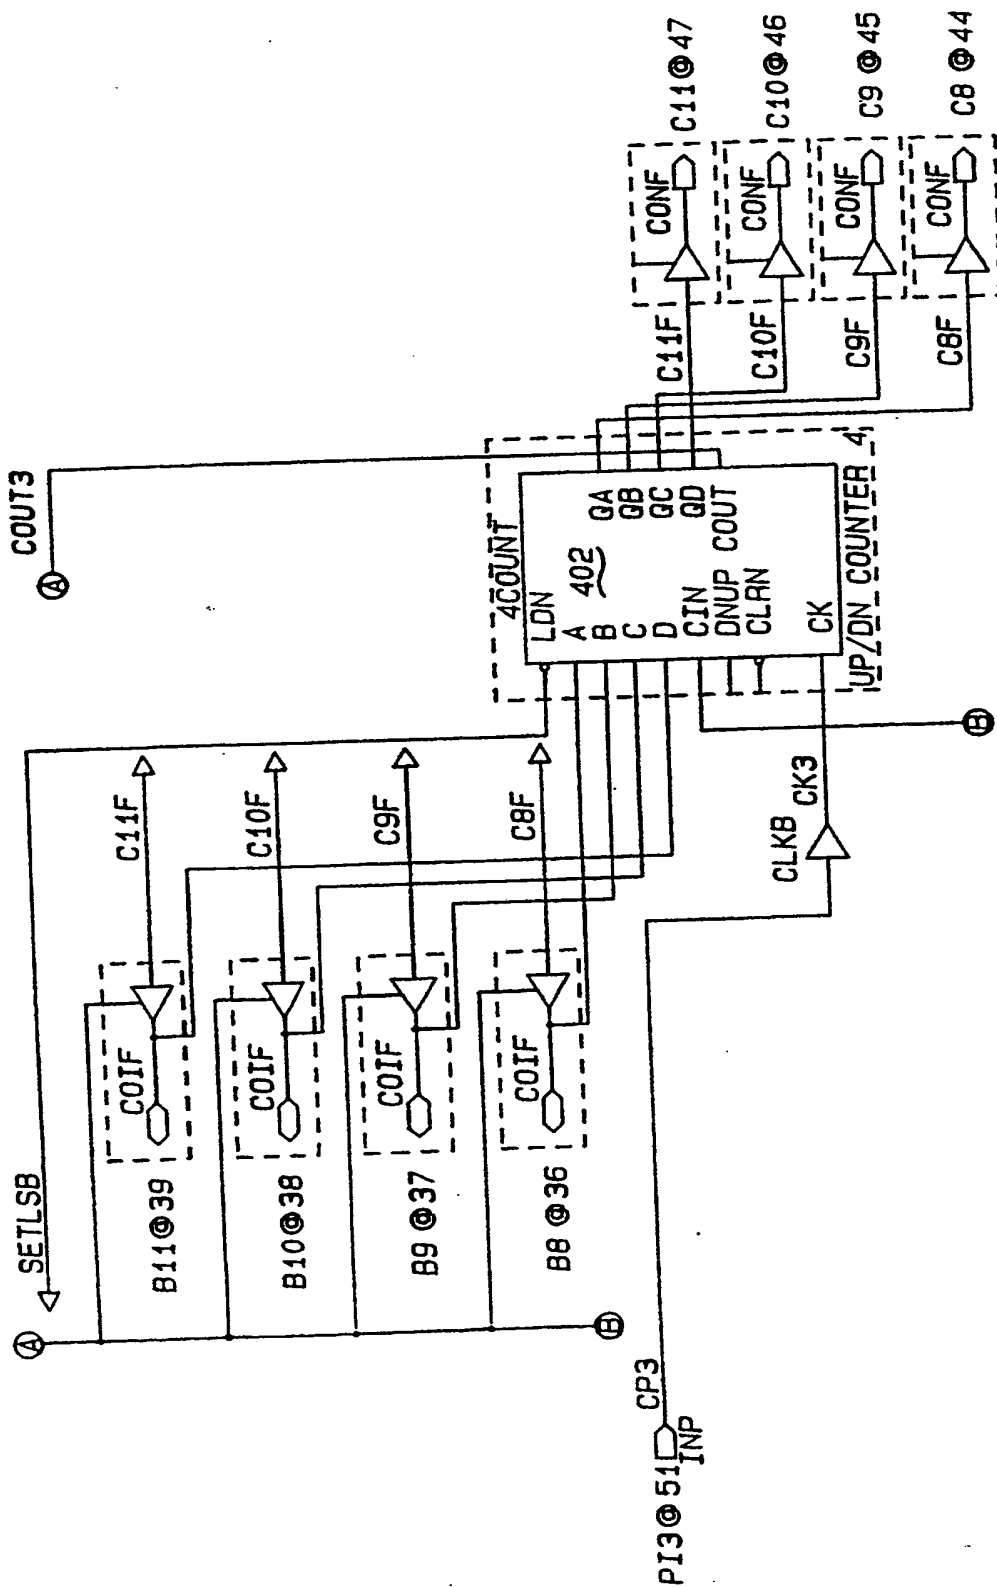 COUT3
A
SETLSB
A
C11F
C10F
C9F
C8F
COIF
COIF
COIF
COIF
B11@39
B10@38
B9@37
B8@36
B
4COUNT
LDN
A
B
C
D
CIN
DNUP
CLRN
CK
402
QA
QB
QC
QD
COUT
UP/DN COUNTER 4
B
C11F
C10F
C9F
C8F
CONF
CONF
CONF
CONF
C11@47
C10@46
C9@45
C8@44
PI3@51
INP
CP3
CLKB
CK3